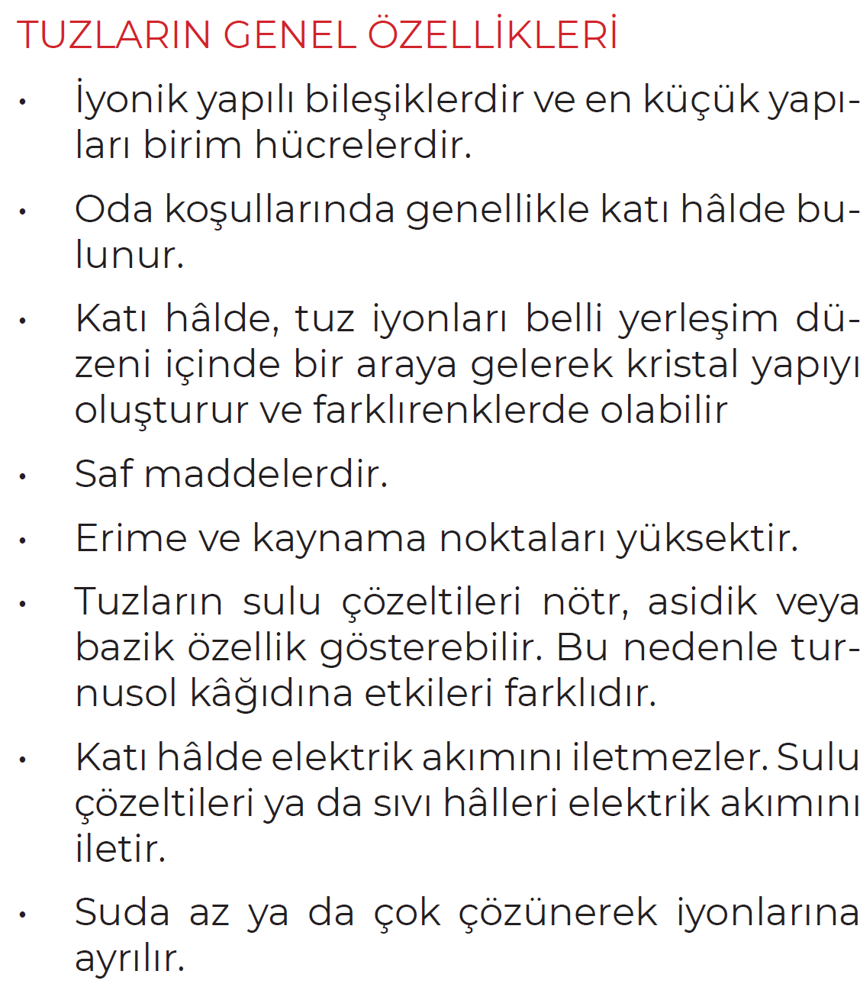 TUZLARIN GENEL ÖZELLİKLERİ
• İyonik yapılı bileşiklerdir ve en küçük yapı-
ları birim hücrelerdir.
• Oda koşullarında genellikle katı hâlde bu-
lunur.
• Katı hâlde, tuz iyonları belli yerleşim dü-
zeni içinde bir araya gelerek kristal yapıyı
oluşturur ve farklırenklerde olabilir
• Saf maddelerdir.
• Erime ve kaynama noktaları yüksektir.
• Tuzların sulu çözeltileri nötr, asidik veya
bazik özellik gösterebilir. Bu nedenle tur-
nusol kâğıdına etkileri farklıdır.
• Katı hâlde elektrik akımını iletmezler. Sulu
çözeltileri ya da sıvı hâlleri elektrik akımını
iletir.
• Suda az ya da çok çözünerek iyonlarına
ayrılır.